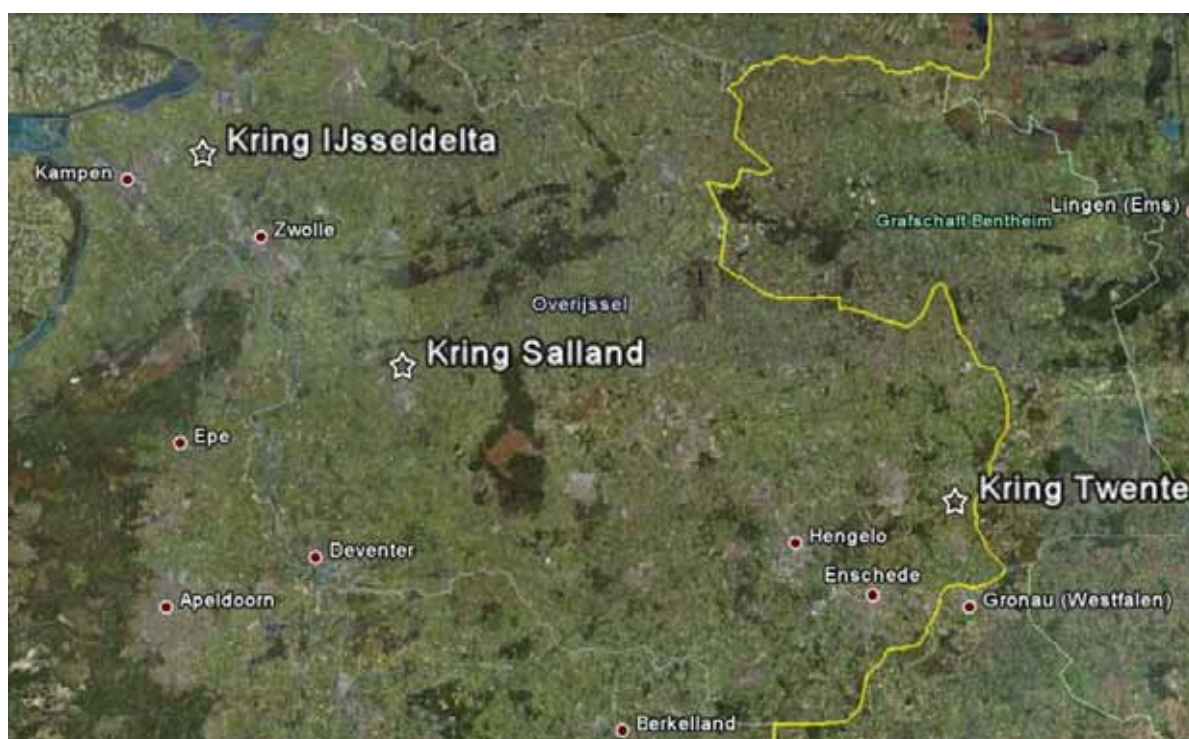 Kring IJsseldelta
Kampen
Lingen (Ems)
Grafschaft Bentheim
Zwolle
Overijssel
Kring Salland
Epe
Kring Twente
Hengelo
Deventer
Enschede
Apeldoorn
Gronau (Westfalen)
Berkelland